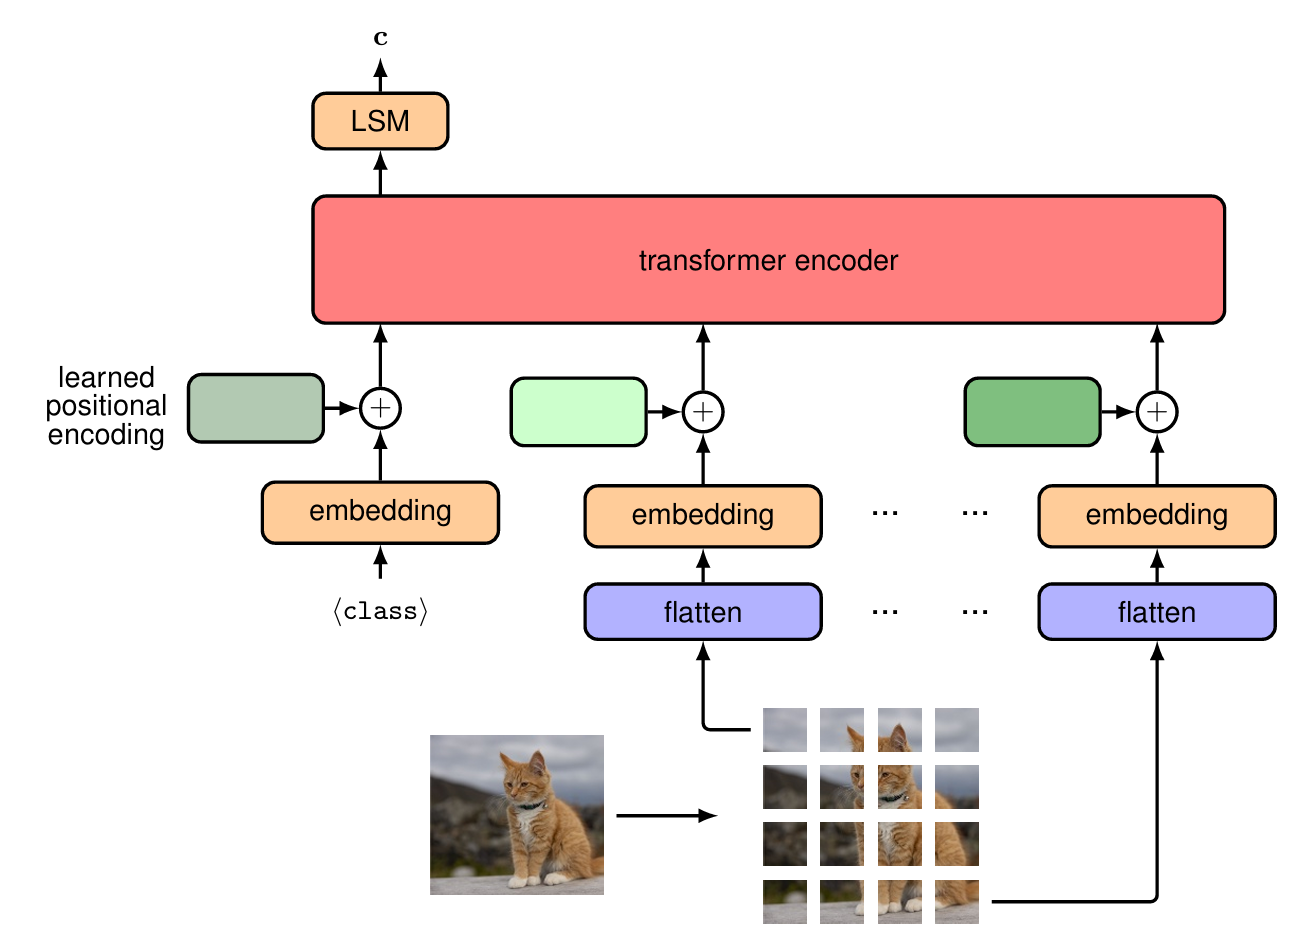 c
LSM
transformer encoder
learned
positional
encoding
+
+
+
embedding
embedding
...
...
embedding
⟨class⟩
flatten
...
...
flatten